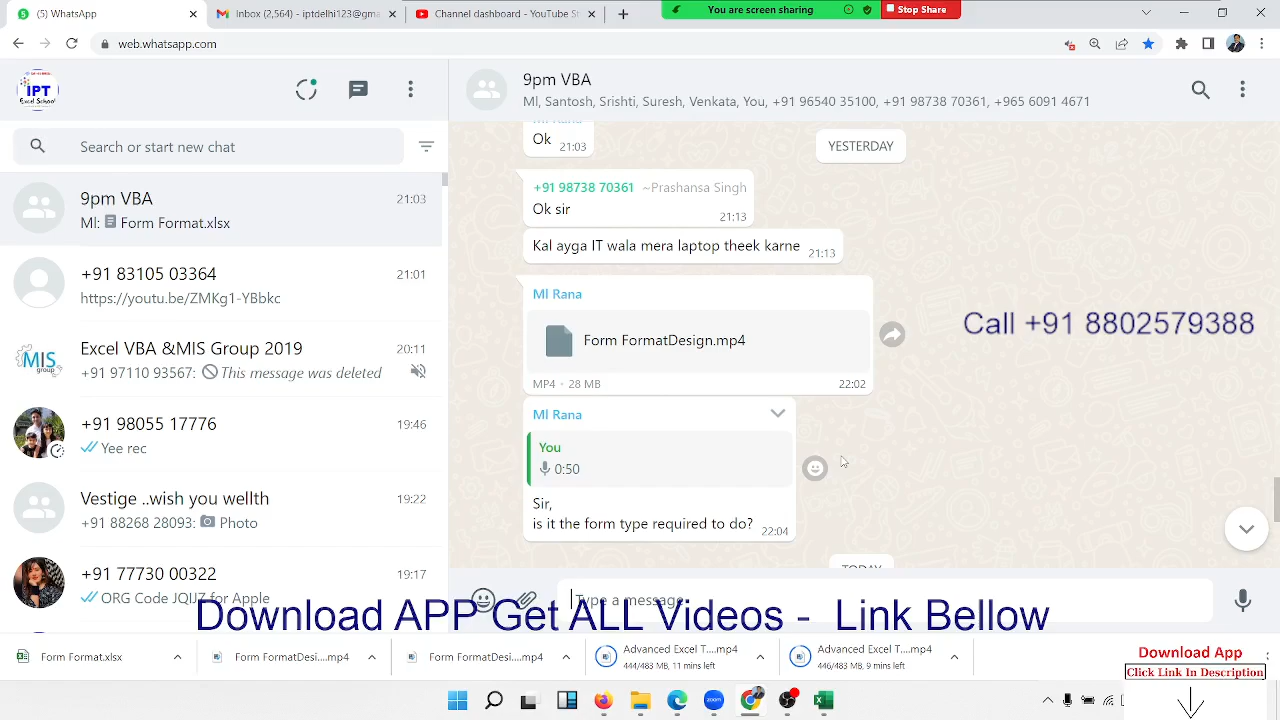 (5) WhatsApp
Inbox (2,564) - iptdelhi123@gma
Channel dashboard - YouTube St
You are screen sharing
Stop Share
web.whatsapp.com
IPT
Excel School
9pm VBA
Ml, Santosh, Srishti, Suresh, Venkata, You, +91 96540 35100, +91 98738 70361, +965 6091 4671
Search or start new chat
9pm VBA
21:03
Ml: Form Format.xlsx
+91 83105 03364
21:01
https://youtu.be/ZMKg1-YBbkc
MIS
group
Excel VBA &MIS Group 2019
20:11
+91 97110 93567: This message was deleted
+91 98055 17776
19:46
Yee rec
Vestige ..wish you wellth
19:22
+91 88268 28093: Photo
+91 77730 00322
19:17
ORG Code JQIJZ for Apple
Ml Rana
Ok
21:03
YESTERDAY
+91 98738 70361 ~Prashansa Singh
Ok sir
21:13
Kal ayga IT wala mera laptop theek karne
21:13
Ml Rana
Form FormatDesign.mp4
MP4 • 28 MB
22:02
Ml Rana
You
0:50
Sir,
is it the form type required to do?
22:04
TODAY
Call +91 8802579388
Type a message
Download APP Get ALL Videos - Link Bellow
Form Format.xlsx
Form FormatDesi....mp4
Form FormatDesi....mp4
Advanced Excel T....mp4
444/483 MB, 11 mins left
Advanced Excel T....mp4
446/483 MB, 9 mins left
Download App
Click Link In Description
zoom